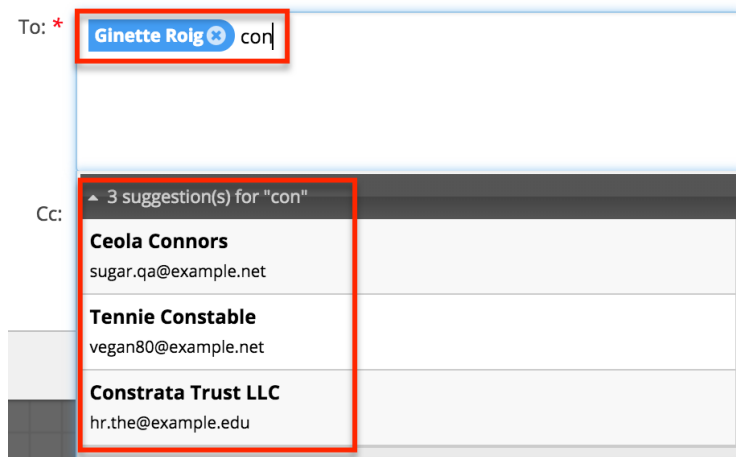 To: *
Ginette Roig con
3 suggestion(s) for "con"
Cc:
Ceola Connors
sugar.qa@example.net
Tennie Constable
vegan80@example.net
Constrata Trust LLC
hr.the@example.edu